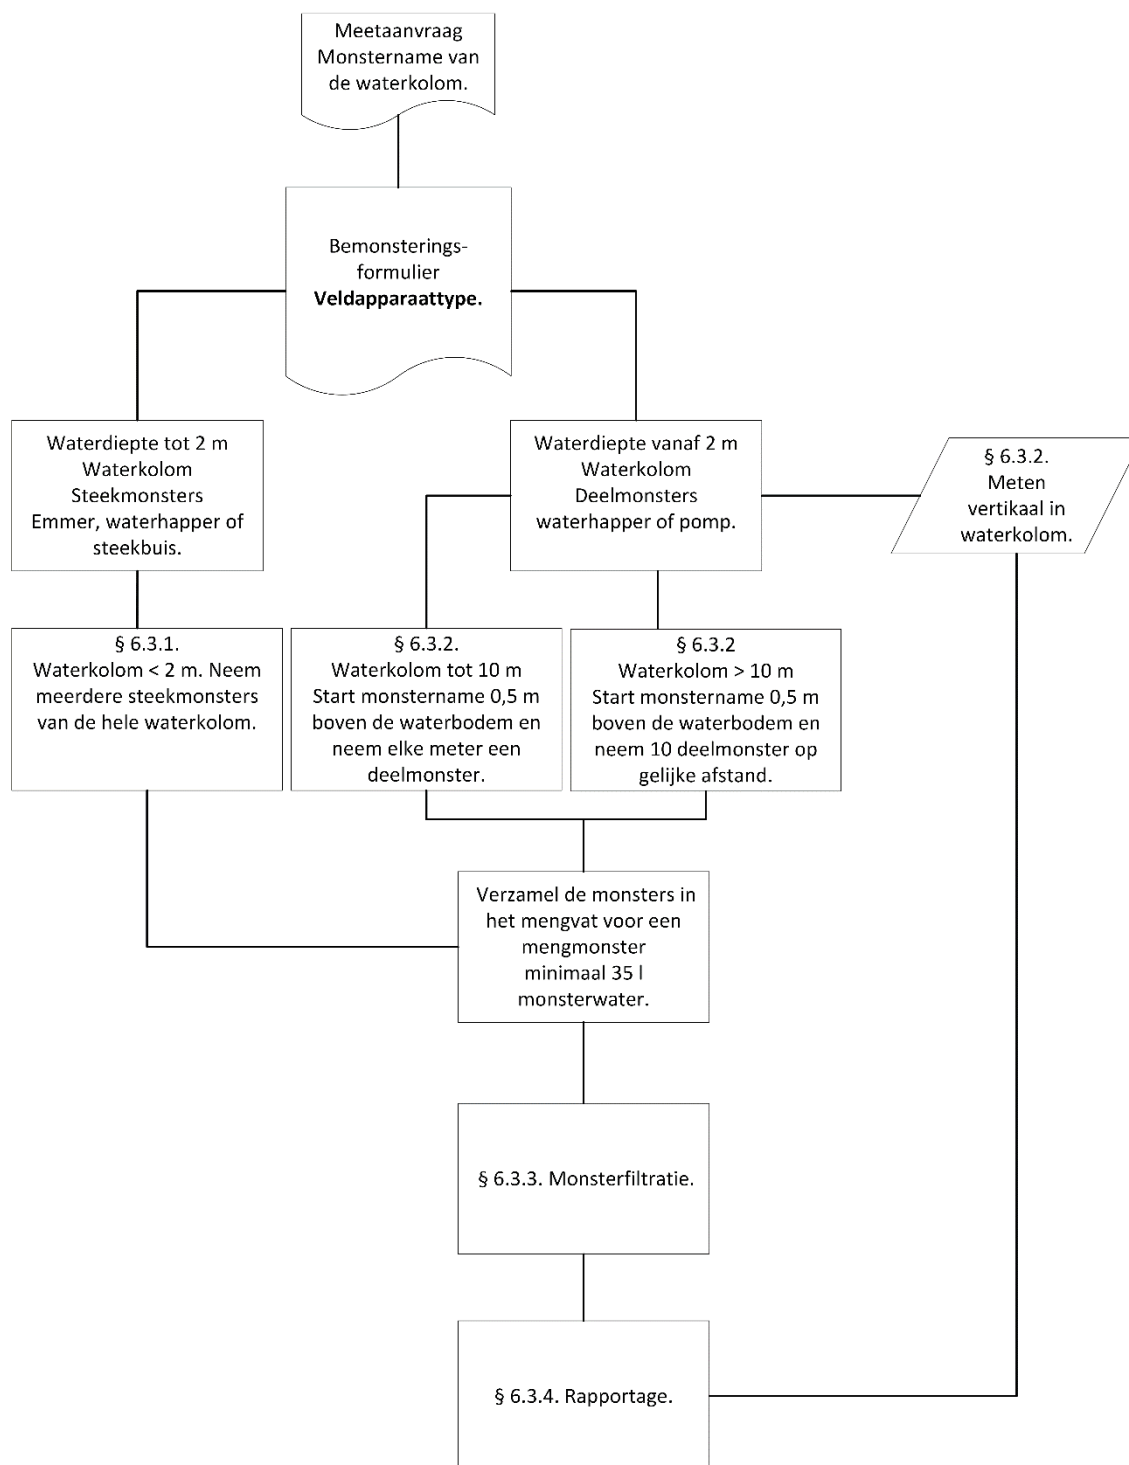 Meetaanvraag
Monstername van
de waterkolom.
Bemonsterings-
formulier
Veldapparaattype.
Waterdiepte tot 2 m
Waterkolom
Steekmonsters
Emmer, waterhapper of
steekbuis.
Waterdiepte vanaf 2 m
Waterkolom
Deelmonsters
waterhapper of pomp.
§ 6.3.2.
Meten
vertikaal in
waterkolom.
§ 6.3.1.
Waterkolom < 2 m. Neem
meerdere steekmonsters
van de hele waterkolom.
§ 6.3.2.
Waterkolom tot 10 m
Start monstername 0,5 m
boven de waterbodem en
neem elke meter een
deelmonster.
§ 6.3.2
Waterkolom > 10 m
Start monstername 0,5 m
boven de waterbodem en
neem 10 deelmonster op
gelijke afstand.
Verzamel de monsters in
het mengvat voor een
mengmonster
minimaal 35 l
monsterwater.
§ 6.3.3. Monsterfiltratie.
§ 6.3.4. Rapportage.